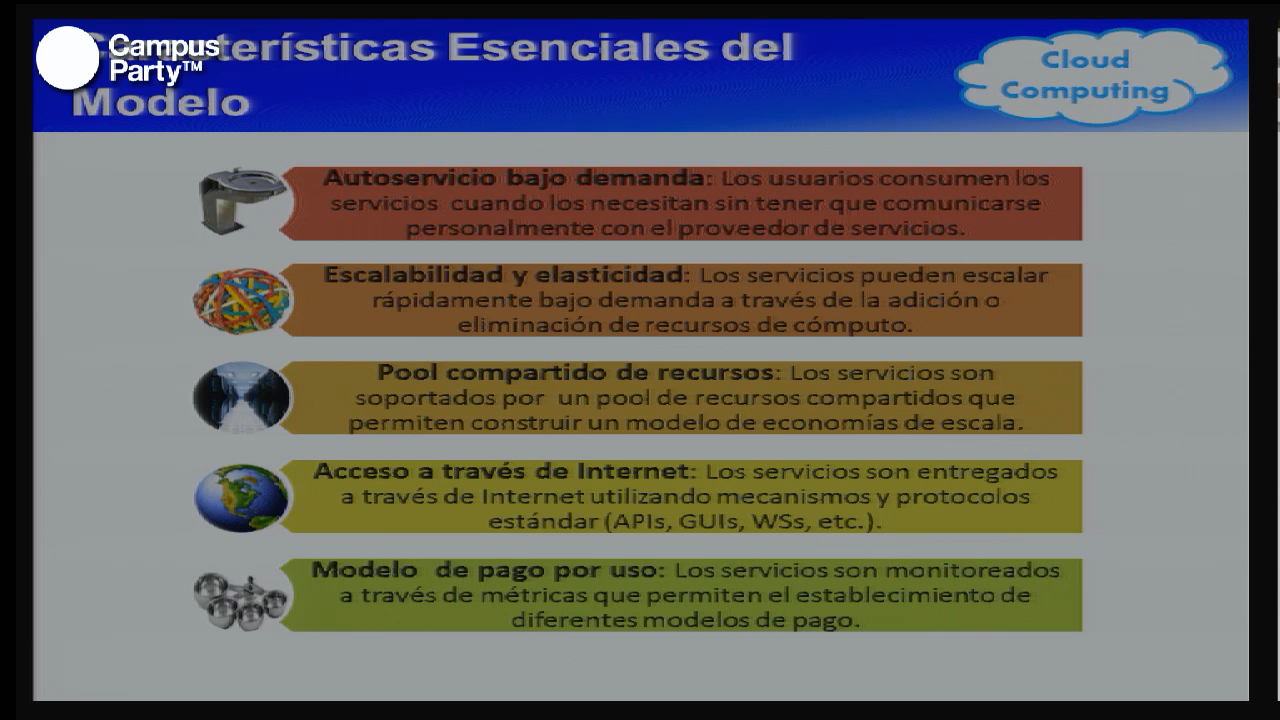 Campus
Party™
Características Esenciales del
Modelo
Cloud
Computing
Autoservicio bajo demanda: Los usuarios consumen los
servicios cuando los necesitan sin tener que comunicarse
personalmente con el proveedor de servicios.
Escalabilidad y elasticidad: Los servicios pueden escalar
rápidamente bajo demanda a través de la adición o
eliminación de recursos de cómputo.
Pool compartido de recursos: Los servicios son
soportados por un pool de recursos compartidos que
permiten construir un modelo de economías de escala.
Acceso a través de Internet: Los servicios son entregados
a través de Internet utilizando mecanismos y protocolos
estándar (APIs, GUIs, WSs, etc.).
Modelo de pago por uso: Los servicios son monitoreados
a través de métricas que permiten el establecimiento de
diferentes modelos de pago.